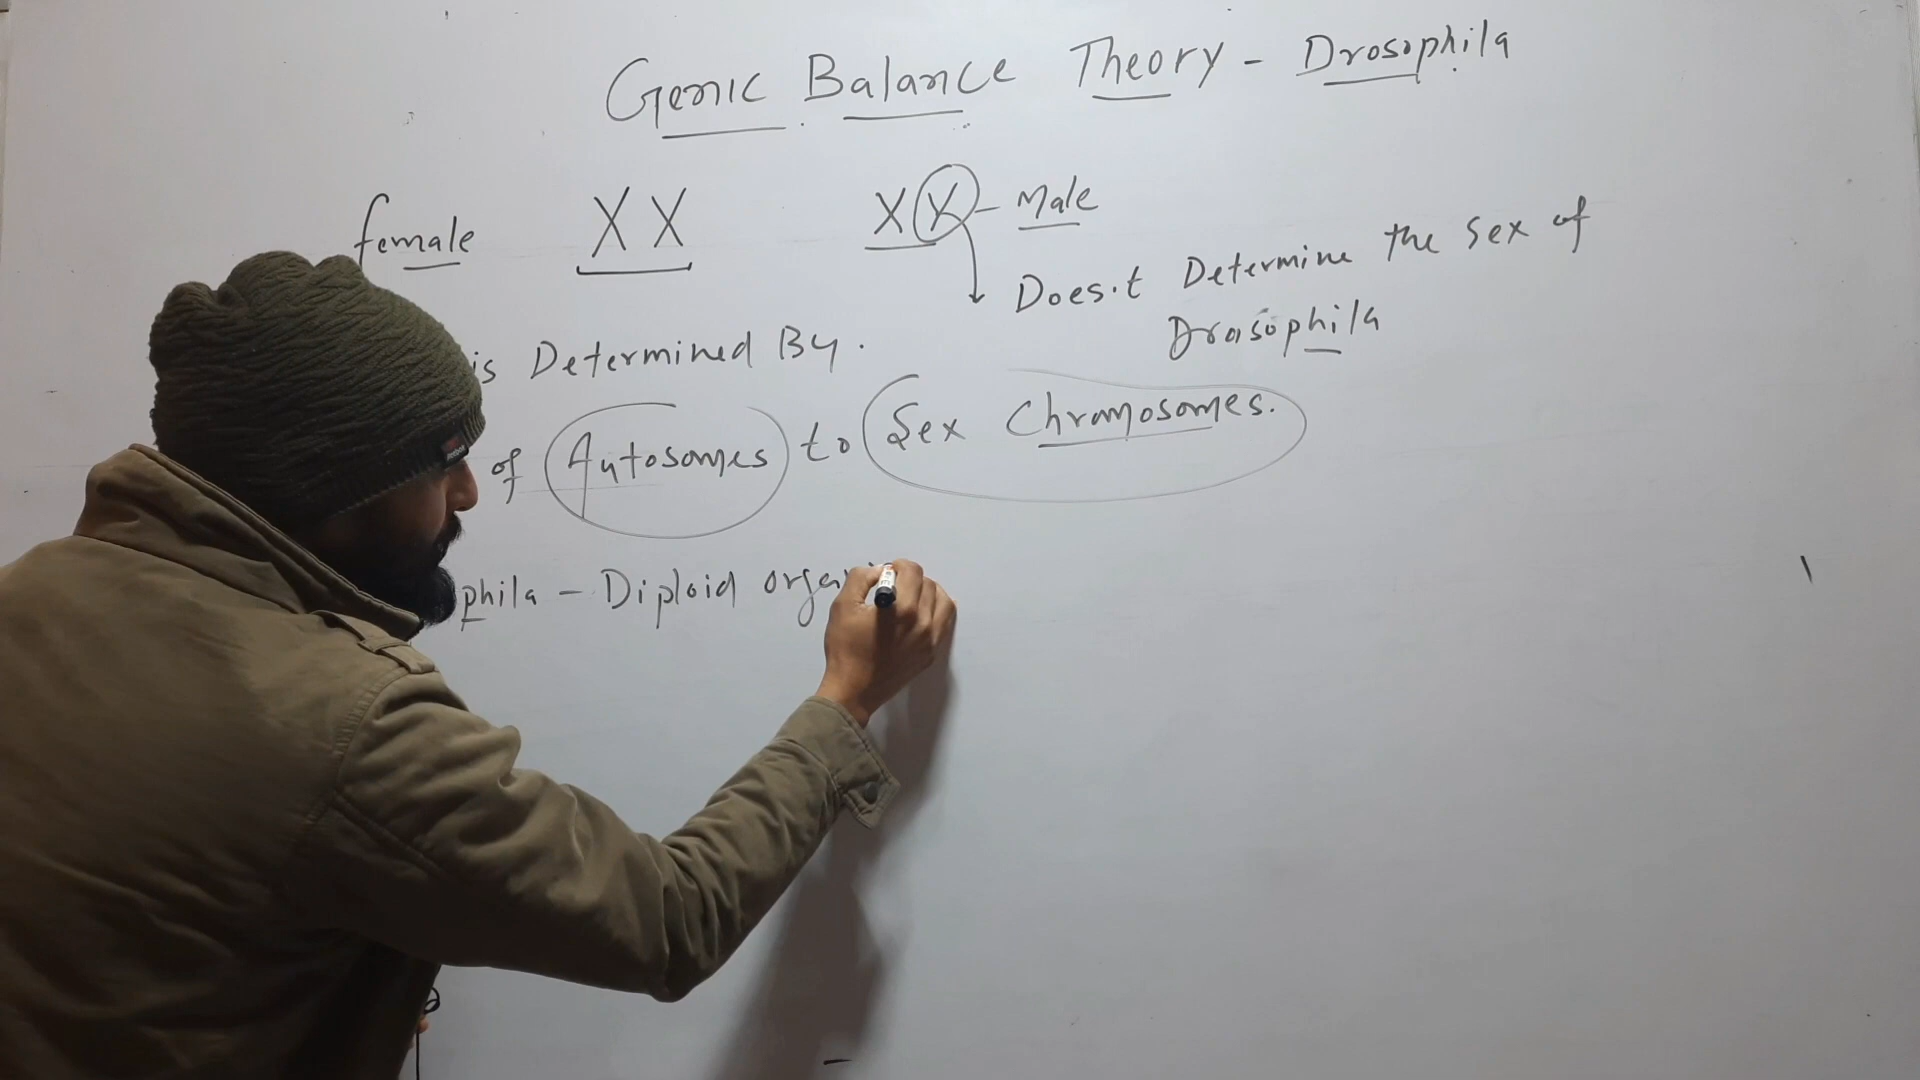 Genic Balance Theory - Drosophila
female XX XY - Male
Does.t Determine the sex of
Drosophila
is Determined By.
of Autosomes to Sex Chromosomes.
phila - Diploid organi